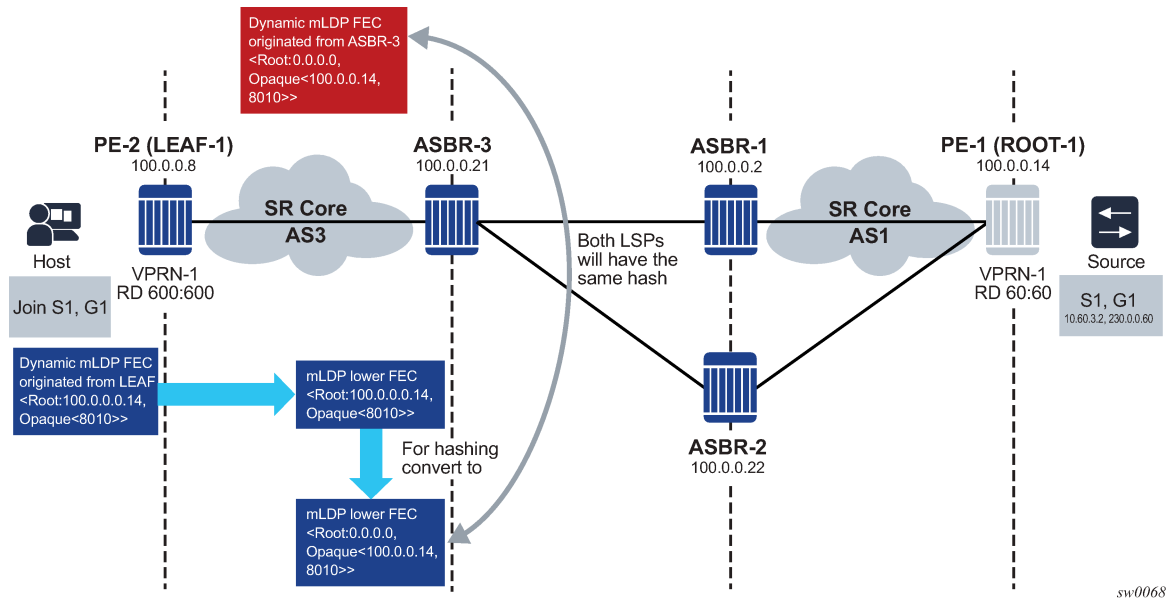 Dynamic mLDP FEC
originated from ASBR-3
<Root:0.0.0.0,
Opaque<100.0.0.14,
8010>>
PE-2 (LEAF-1)
100.0.0.8
ASBR-3
100.0.0.21
ASBR-1
100.0.0.2
PE-1 (ROOT-1)
100.0.0.14
SR Core
AS3
SR Core
AS1
Both LSPs
will have the
same hash
Host
VPRN-1
RD 600:600
VPRN-1
RD 60:60
Source
Join S1, G1
S1, G1
10.60.3.2, 230.0.0.60
Dynamic mLDP FEC
originated from LEAF
<Root:100.0.0.0.14,
Opaque<8010>>
mLDP lower FEC
<Root:100.0.0.0.14,
Opaque<8010>>
For hashing
convert to
ASBR-2
100.0.0.22
mLDP lower FEC
<Root:0.0.0.0,
Opaque<100.0.0.14,
8010>>
sw0068